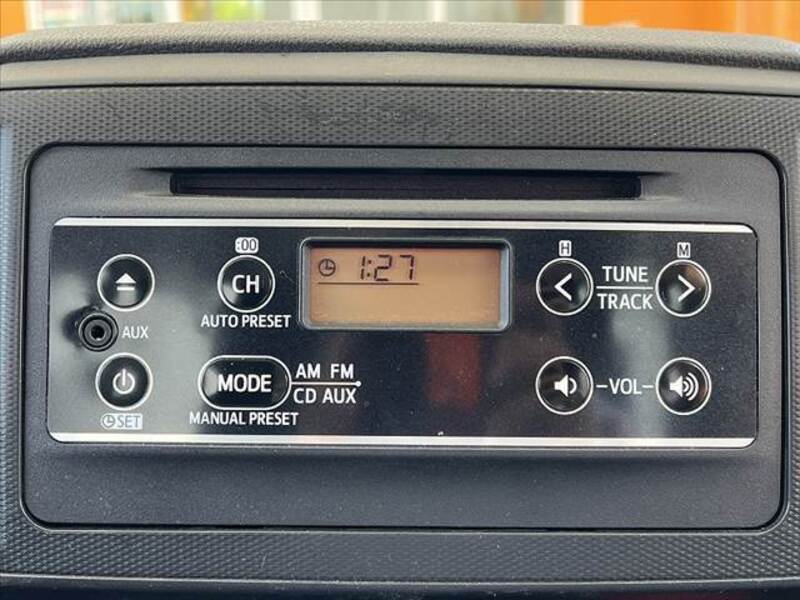 :00
CH
AUTO PRESET
1:27
H
M
TUNE
TRACK
AUX
SET
MODE
AM FM
CD AUX
MANUAL PRESET
VOL